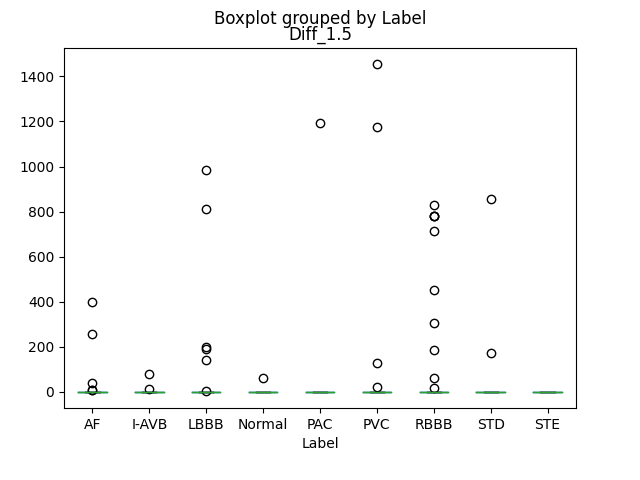 Boxplot grouped by Label
Diff_1.5
1400
1200
1000
800
600
400
200
0
AF I-AVB LBBB Normal PAC PVC RBBB STD STE
Label